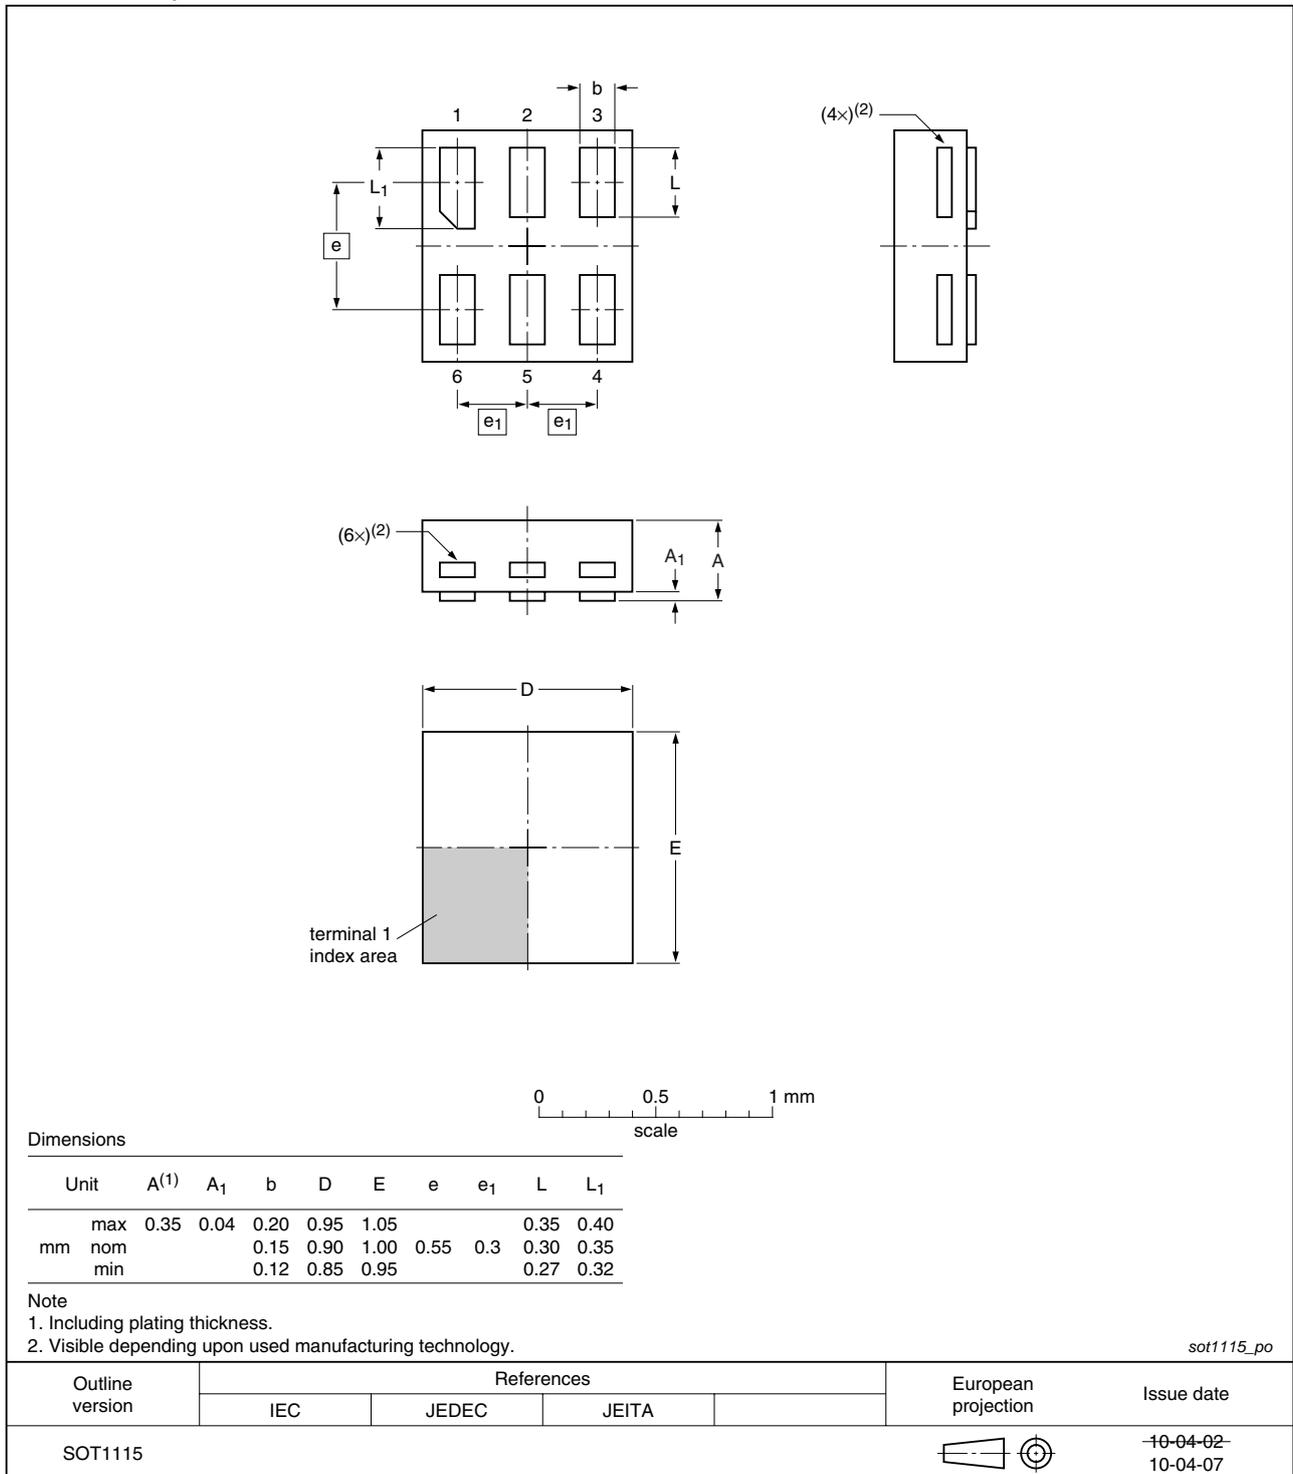 b
1 2 3
(4×)(2)
L1
L
e
6 5 4
e1 e1
(6×)(2)
A1 A
D
E
terminal 1
index area
0 0.5 1 mm
scale
Dimensions
Unit A(1) A1 b D E e e1 L L1
max 0.35 0.04 0.20 0.95 1.05 0.35 0.40
mm nom 0.15 0.90 1.00 0.55 0.3 0.30 0.35
min 0.12 0.85 0.95 0.27 0.32
Note
1. Including plating thickness.
2. Visible depending upon used manufacturing technology.
sot1115_po
Outline
version
References
IEC JEDEC JEITA
European
projection
Issue date
SOT1115
10-04-02
10-04-07